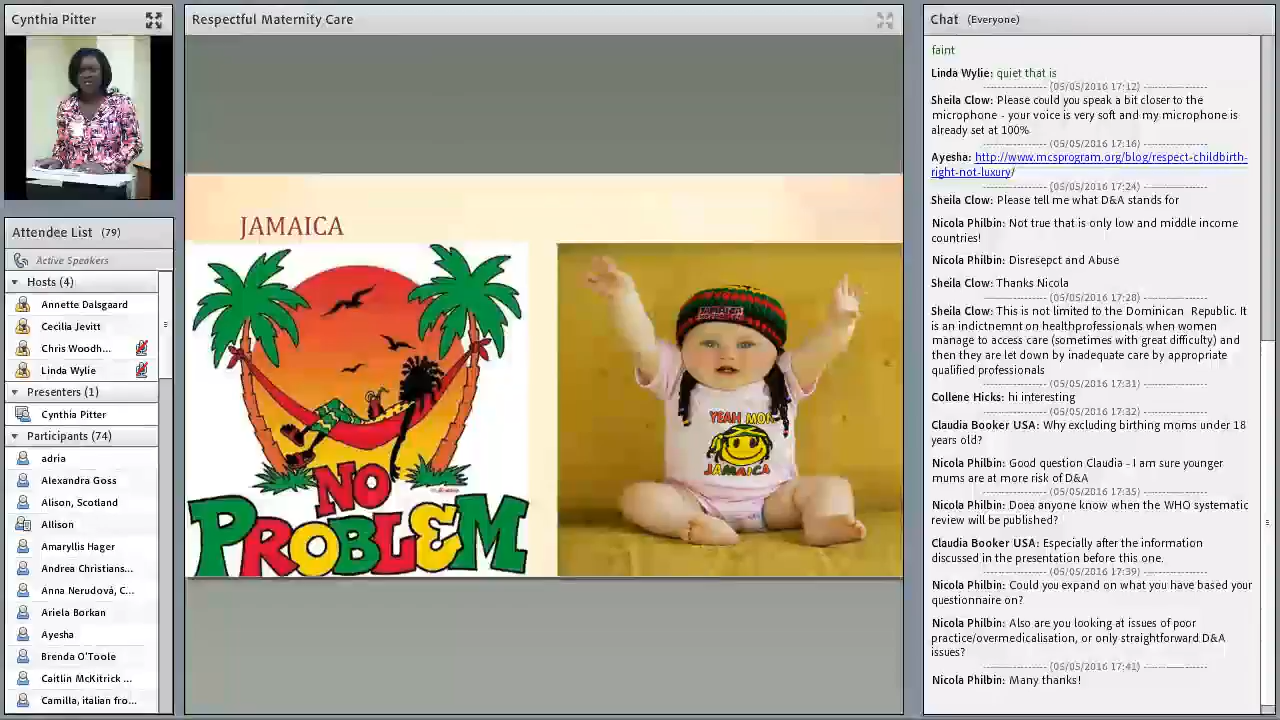 Cynthia Pitter
Attendee List (79)
Active Speakers
Hosts (4)
Annette Dalsgaard
Cecilia Jevitt
Chris Woodh...
Linda Wylie
Presenters (1)
Cynthia Pitter
Participants (74)
adria
Alexandra Goss
Alison, Scotland
Allison
Amaryllis Hager
Andrea Christians...
Anna Nerudová, C...
Ariela Borkan
Ayesha
Brenda O'Toole
Caitlin McKitrick ...
Camilla, italian fro...
Respectful Maternity Care
JAMAICA
NO
PROBLEM
JAMAICA
YEAH MON
JAMAICA
Chat (Everyone)
faint
Linda Wylie: quiet that is
(05/05/2016 17:12)
Sheila Clow: Please could you speak a bit closer to the
microphone - your voice is very soft and my microphone is
already set at 100%
(05/05/2016 17:16)
Ayesha: http://www.mcsprogram.org/blog/respect-childbirth-
right-not-luxury/
(05/05/2016 17:24)
Sheila Clow: Please tell me what D&A stands for
Nicola Philbin: Not true that is only low and middle income
countries!
Nicola Philbin: Disresepct and Abuse
Sheila Clow: Thanks Nicola
(05/05/2016 17:28)
Sheila Clow: This is not limited to the Dominican Republic. It
is an indictnemnt on healthprofessionals when women
manage to access care (sometimes with great difficulty) and
then they are let down by inadequate care by appropriate
qualified professionals
(05/05/2016 17:31)
Collene Hicks: hi interesting
(05/05/2016 17:32)
Claudia Booker USA: Why excluding birthing moms under 18
years old?
Nicola Philbin: Good question Claudia - I am sure younger
mums are at more risk of D&A
(05/05/2016 17:35)
Nicola Philbin: Doea anyone know when the WHO systematic
review will be published?
Claudia Booker USA: Especially after the information
discussed in the presentation before this one.
(05/05/2016 17:39)
Nicola Philbin: Could you expand on what you have based your
questionnaire on?
Nicola Philbin: Also are you looking at issues of poor
practice/overmedicalisation, or only straightforward D&A
issues?
(05/05/2016 17:41)
Nicola Philbin: Many thanks!